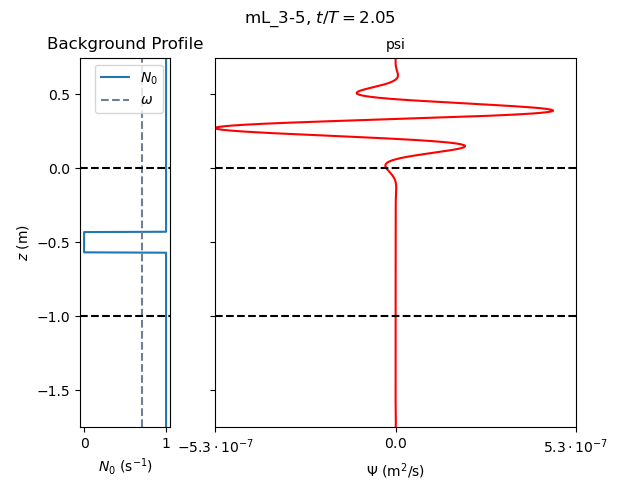 mL_3-5, t/T = 2.05
Background Profile
psi
N₀
ω
0.5
0.0
−0.5
−1.0
−1.5
z (m)
0 1
N₀ (s⁻¹)
−5.3 · 10⁻⁷ 0.0 5.3 · 10⁻⁷
Ψ (m²/s)